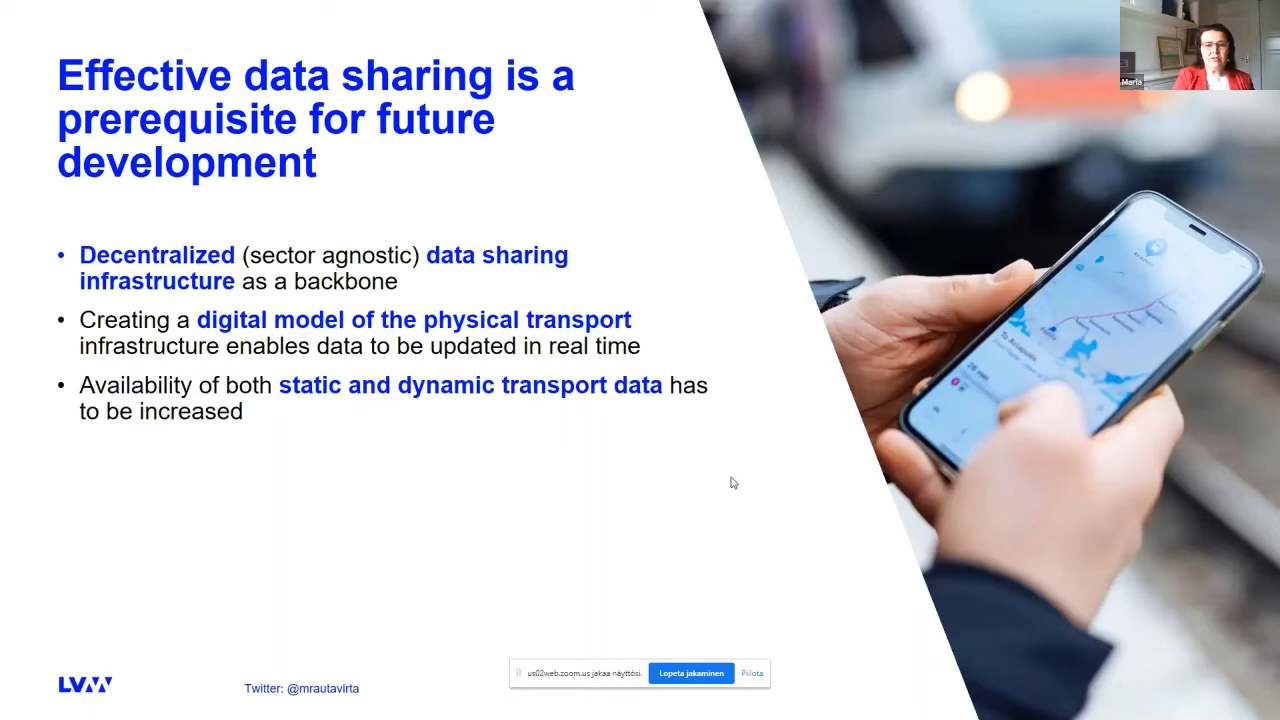 Effective data sharing is a
prerequisite for future
development
• Decentralized (sector agnostic) data sharing
infrastructure as a backbone
• Creating a digital model of the physical transport
infrastructure enables data to be updated in real time
• Availability of both static and dynamic transport data has
to be increased
Maria
26 min
LVM
Twitter: @mrautavirta
us02web.zoom.us jakaa näyttösi.
Lopeta jakaminen
Piilota